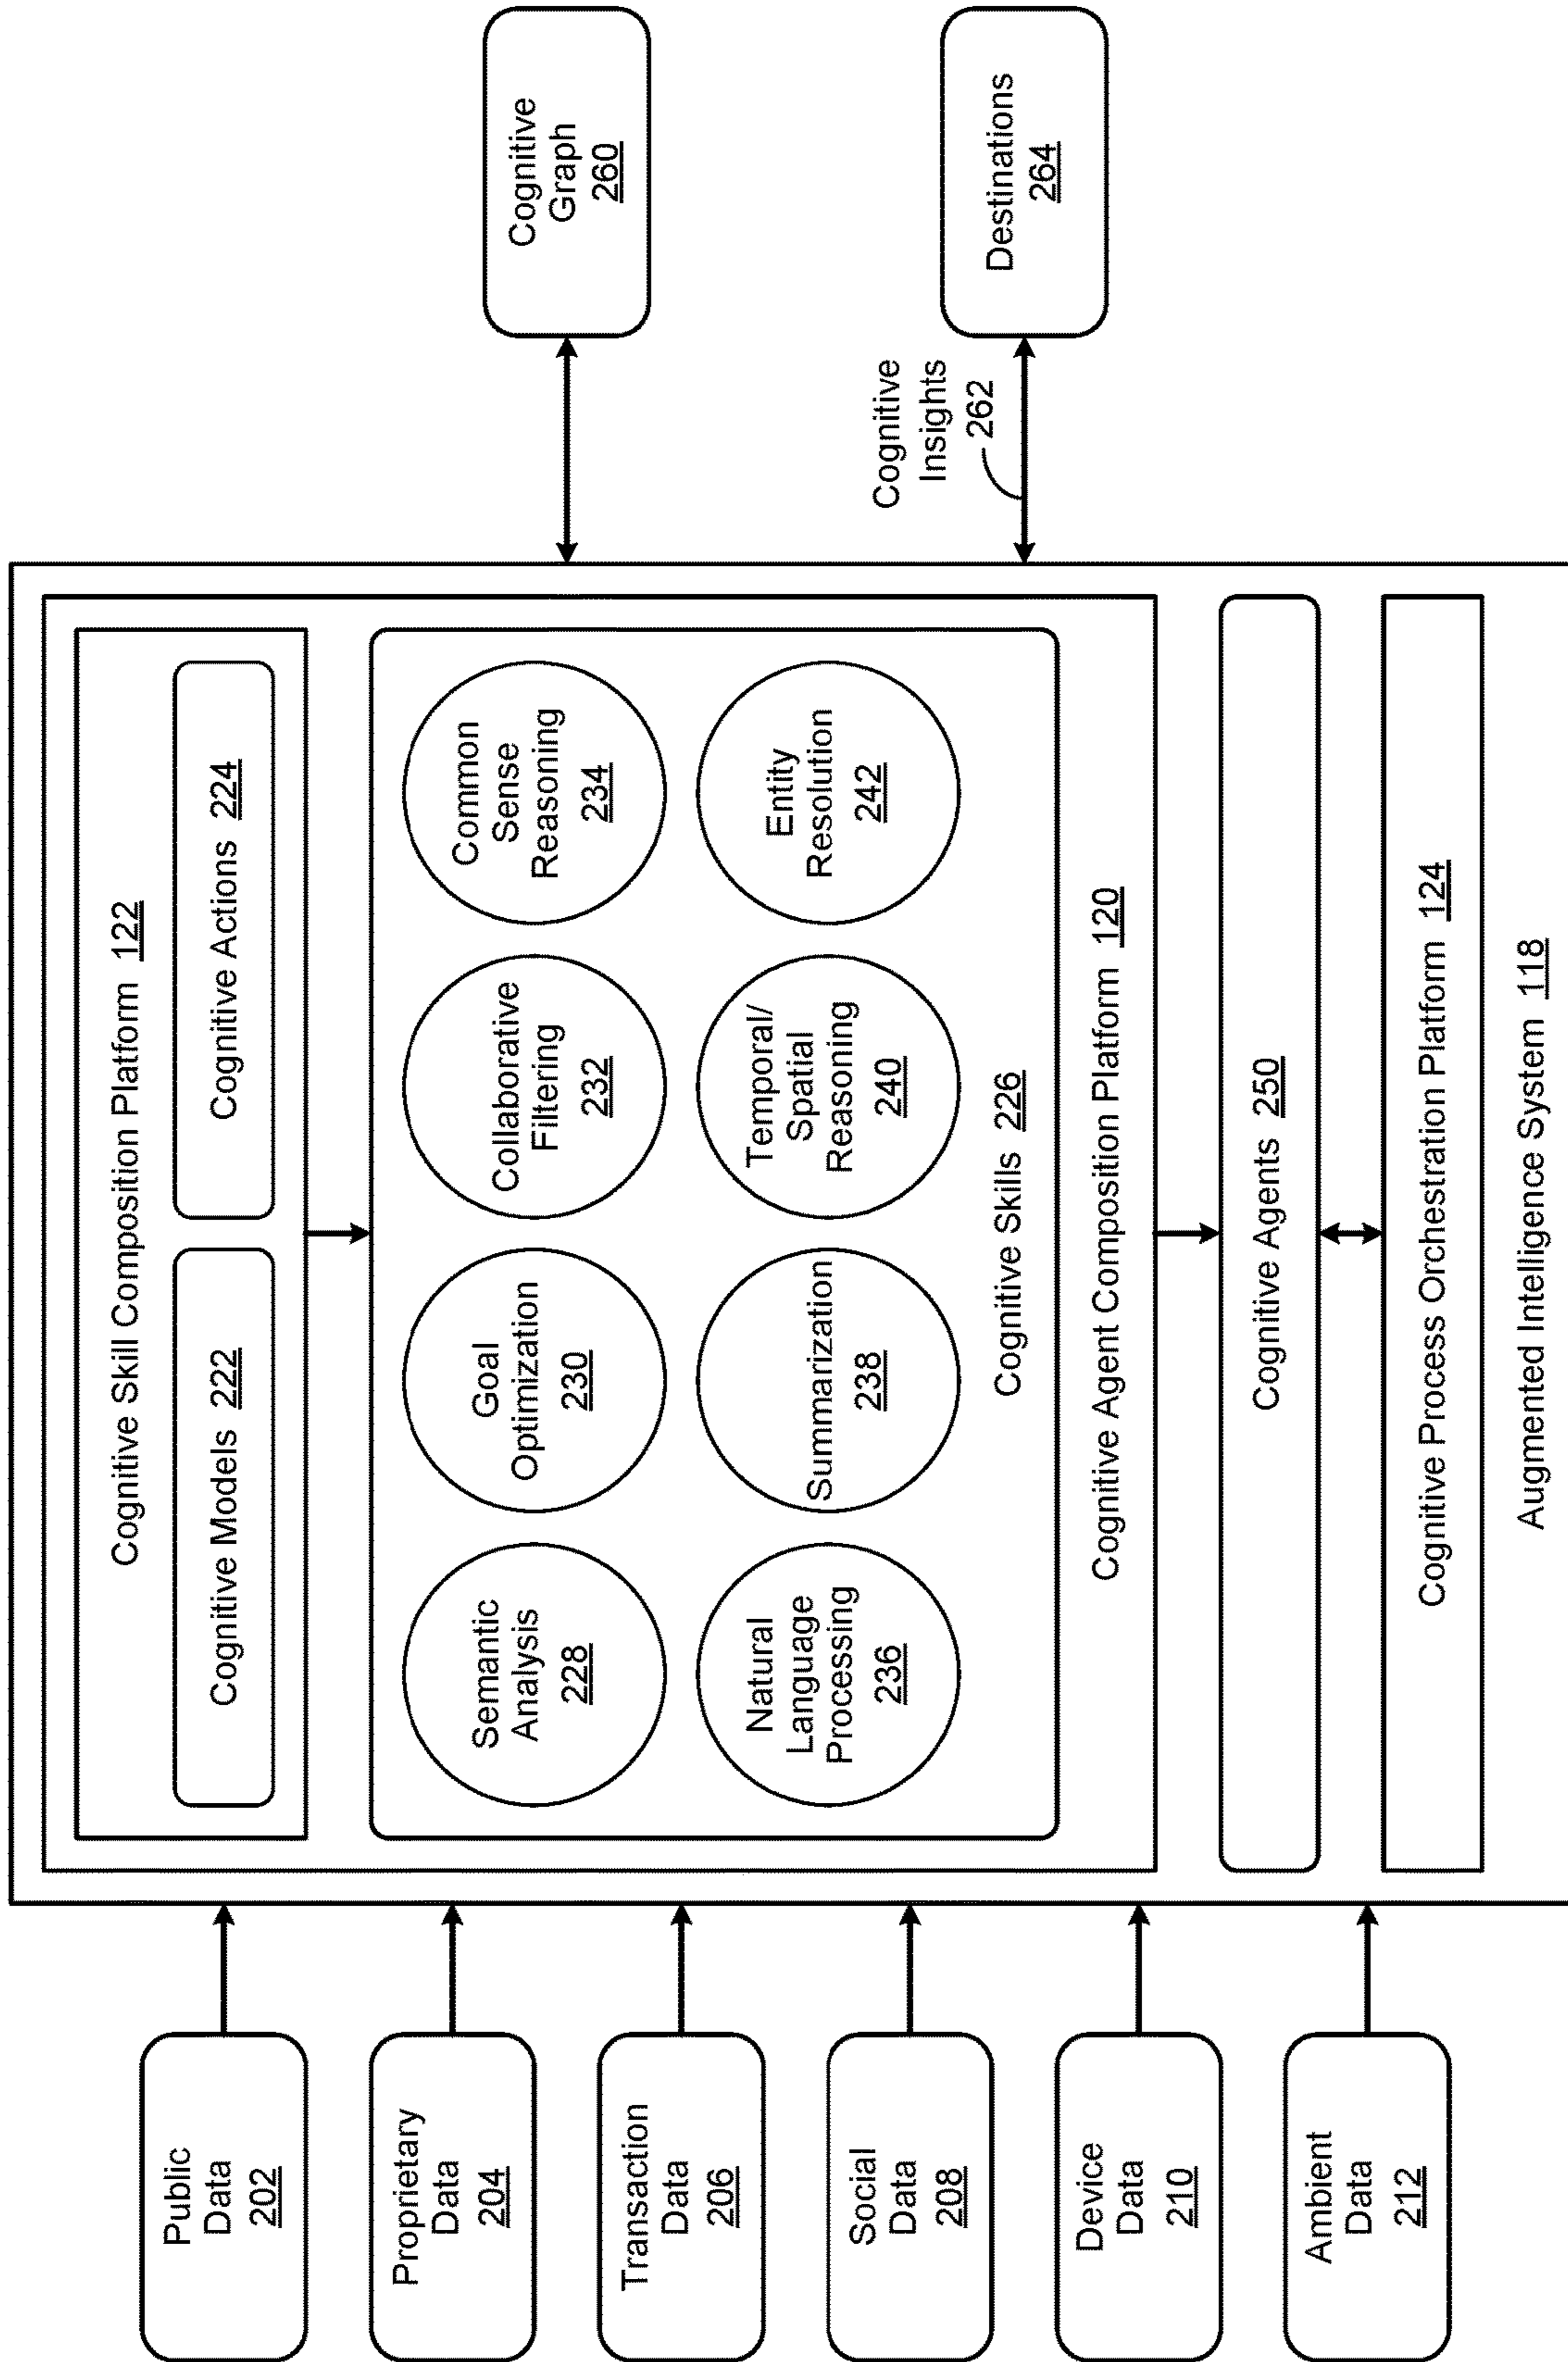 Public
Data
202
Proprietary
Data
204
Transaction
Data
206
Social
Data
208
Device
Data
210
Ambient
Data
212
Cognitive Skill Composition Platform 122
Cognitive Models 222
Cognitive Actions 224
Semantic
Analysis
228
Goal
Optimization
230
Collaborative
Filtering
232
Common
Sense
Reasoning
234
Natural
Language
Processing
236
Summarization
238
Temporal/
Spatial
Reasoning
240
Entity
Resolution
242
Cognitive Skills 226
Cognitive Agent Composition Platform 120
Cognitive Agents 250
Cognitive Process Orchestration Platform 124
Augmented Intelligence System 118
Cognitive
Graph
260
Cognitive
Insights
262
Destinations
264